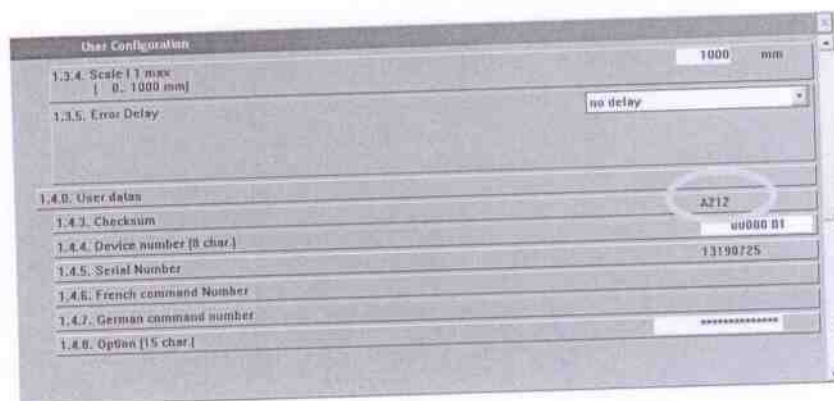 User Configuration
1.3.4. Scale I 1 max
1000 mm
[ 0.. 1000 mm]
1.3.5. Error Delay
no delay
1.4.0. User datas
1.4.3. Checksum
A212
1.4.4. Device number [8 char.]
1.4.5. Serial Number
13190725
1.4.6. French command Number
1.4.7. German command number
1.4.8. Option [15 char.[
**************